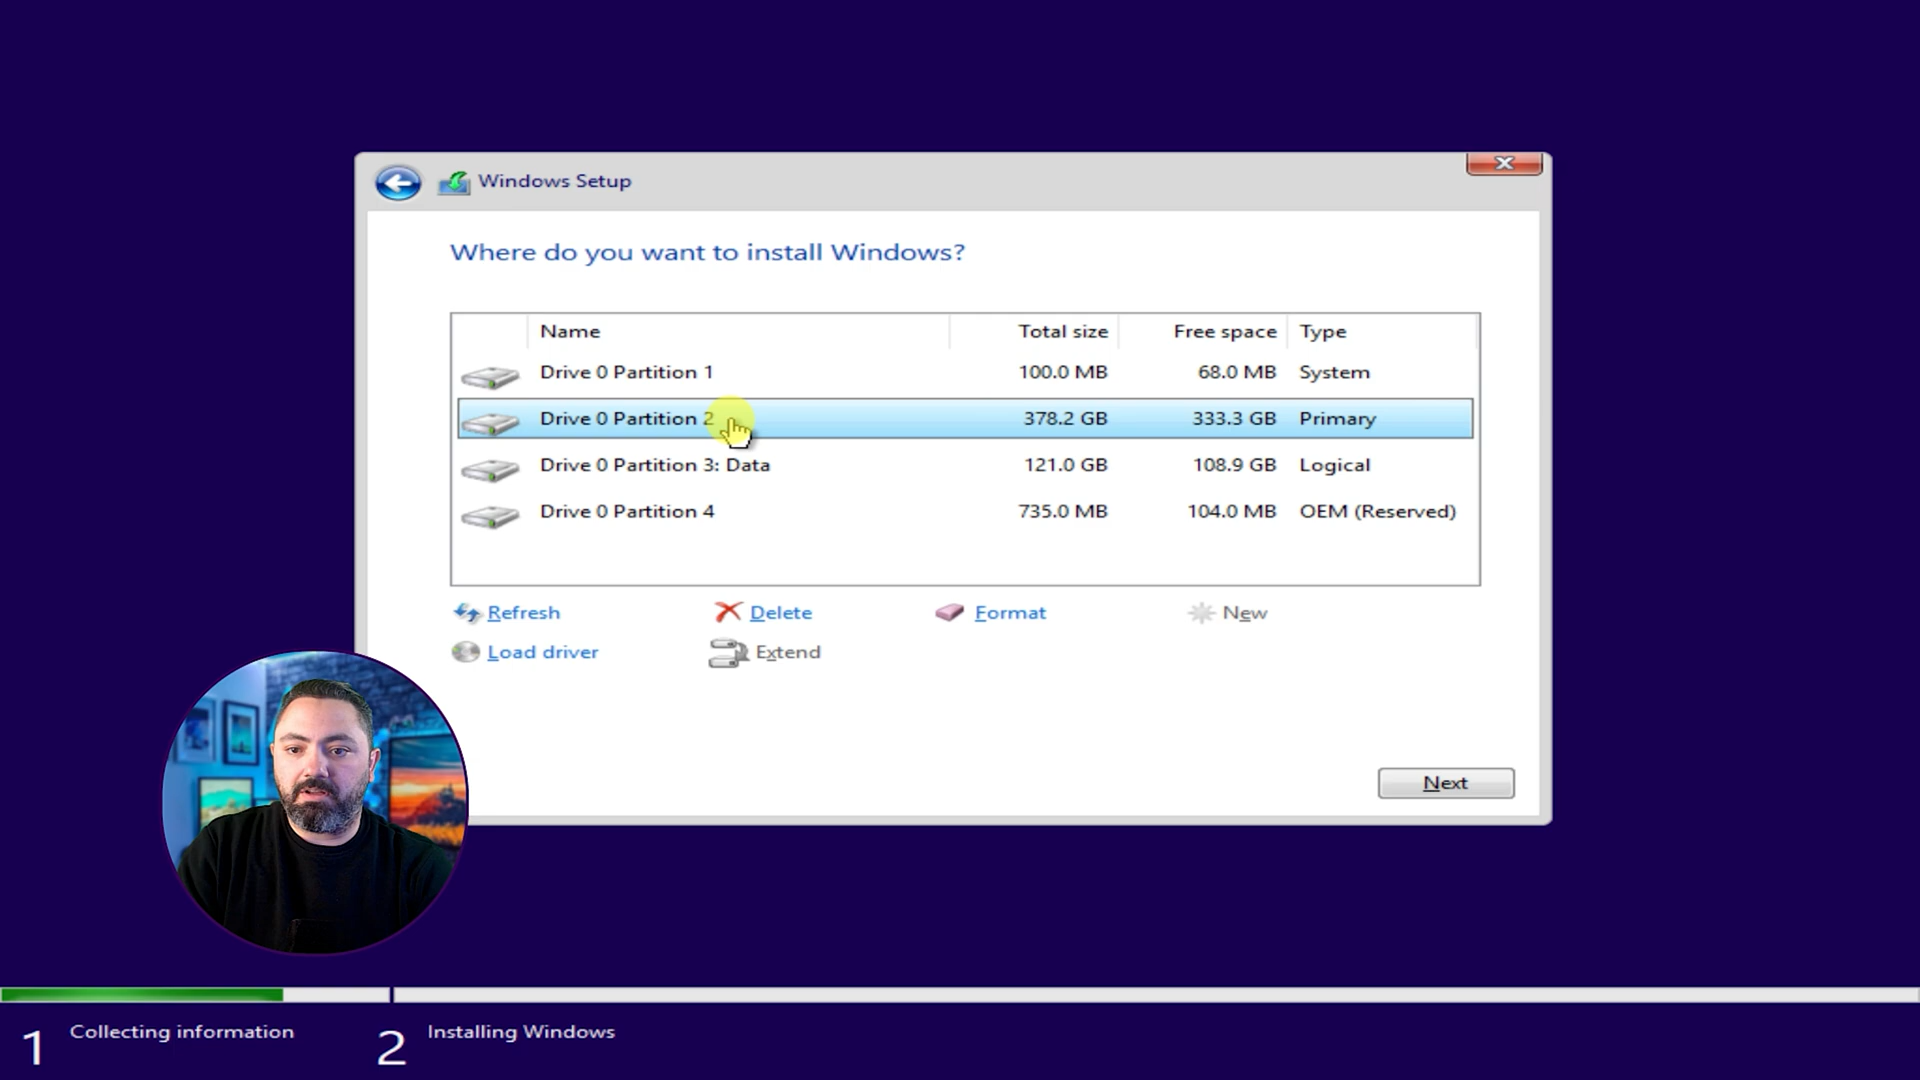 Windows Setup
Where do you want to install Windows?
Name Total size Free space Type
Drive 0 Partition 1 100.0 MB 68.0 MB System
Drive 0 Partition 2 378.2 GB 333.3 GB Primary
Drive 0 Partition 3: Data 121.0 GB 108.9 GB Logical
Drive 0 Partition 4 735.0 MB 104.0 MB OEM (Reserved)
Refresh Delete Format New
Load driver Extend
Next
1 Collecting information 2 Installing Windows